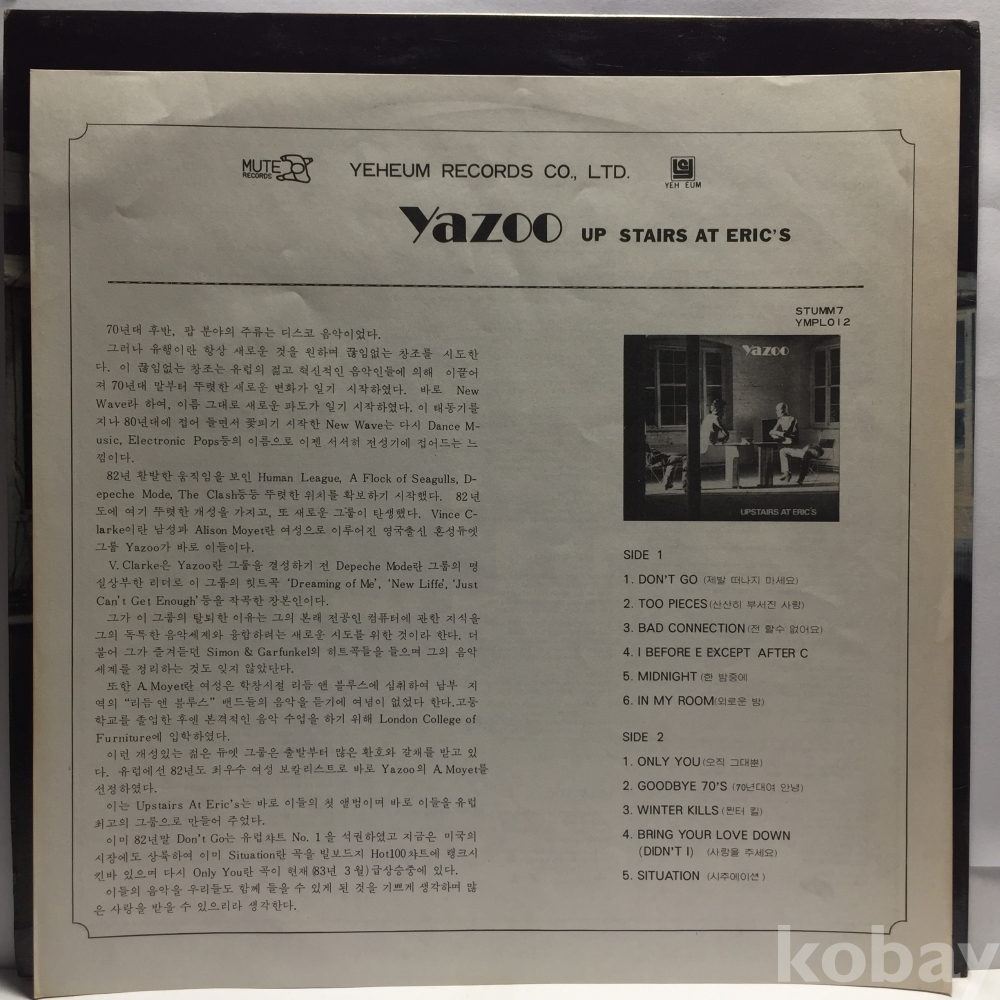 MUTE
RECORDS
YEHEUM RECORDS CO., LTD.
YEH EUM
Yazoo UP STAIRS AT ERIC'S
70년대 후반, 팝 분야의 주류는 디스코 음악이었다.
그러나 유행이란 항상 새로운 것을 원하며 끊임없는 창조를 시도한
다. 이 끊임없는 창조는 유럽의 젊고 혁신적인 음악인들에 의해 이끌어
져 70년대 말부터 뚜렷한 새로운 변화가 일기 시작하였다. 바로 New
Wave라 하여, 이름 그대로 새로운 파도가 일기 시작하였다. 이 태동기를
지나 80년대에 접어 들면서 꽃피기 시작한 New Wave는 다시 Dance M-
usic, Electronic Pops등의 이름으로 이젠 서서히 전성기에 접어드는 느
낌이다.
82년 활발한 움직임을 보인 Human League, A Flock of Seagulls, D-
epeche Mode, The Clash등등 뚜렷한 위치를 확보하기 시작했다. 82년
도에 여기 뚜렷한 개성을 가지고, 또 새로운 그룹이 탄생했다. Vince C-
larke이란 남성과 Alison Moyet란 여성으로 이루어진 영국출신 혼성듀엣
그룹 Yazoo가 바로 이들이다.
V. Clarke은 Yazoo란 그룹을 결성하기 전 Depeche Mode란 그룹의 명
실상부한 리더로 이 그룹의 힛트곡 'Dreaming of Me', 'New Liffe', 'Just
Can't Get Enough'등을 작곡한 장본인이다.
그가 이 그룹의 탈퇴한 이유는 그의 본래 전공인 컴퓨터에 관한 지식을
그의 독특한 음악세계와 융합하려는 새로운 시도를 위한 것이라 한다. 더
불어 그가 즐겨듣던 Simon & Garfunkel의 히트곡들을 들으며 그의 음악
세계를 정리하는 것도 잊지 않았단다.
또한 A. Moyet란 여성은 학창시절 리듬 앤 블루스에 심취하여 남부 지
역의 "리듬 앤 블루스" 밴드들의 음악을 듣기에 여념이 없었다 한다. 고등
학교를 졸업한 후엔 본격적인 음악 수업을 하기 위해 London College of
Furniture에 입학하였다.
이런 개성있는 젊은 듀엣 그룹은 출발부터 많은 환호와 갈채를 받고 있
다. 유럽에선 82년도 최우수 여성 보칼리스트로 바로 Yazoo의 A. Moyet를
선정하였다.
이는 Upstairs At Eric's는 바로 이들의 첫 앨범이며 바로 이들을 유럽
최고의 그룹으로 만들어 주었다.
이미 82년말 Don't Go는 유럽챠트 No. 1을 석권하였고 지금은 미국의
시장에도 상륙하여 이미 Situation란 곡을 빌보드지 Hot100챠트에 랭크시
킨바 있으며 다시 Only You란 곡이 현재 (83년 3월) 급상승중에 있다.
이들의 음악을 우리들도 함께 들을 수 있게 된 것을 기쁘게 생각하며 많
은 사랑을 받을 수 있으리라 생각한다.
STUMM7
YMPL012
yazoo
UPSTAIRS AT ERIC'S
SIDE 1
1. DON'T GO (제발 떠나지 마세요)
2. TOO PIECES (산산히 부서진 사랑)
3. BAD CONNECTION (전 할수 없어요)
4. I BEFORE E EXCEPT AFTER C
5. MIDNIGHT (한 밤중에
6. IN MY ROOM (외로운 방)
SIDE 2
1. ONLY YOU (오직 그대뿐)
2. GOODBYE 70'S (70년대여 안녕)
3. WINTER KILLS (윈터 킬)
4. BRING YOUR LOVE DOWN
(DIDN'T I) (사랑을 주세요)
5. SITUATION (시추에이션)
kobay